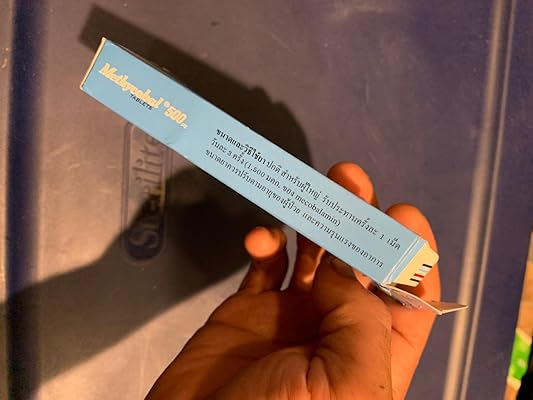 Methycobal® 500 µg
TABLETS
ขนาดและวิธีใช้ยา ปกติ สำหรับผู้ใหญ่ รับประทานครั้งละ 1 เม็ด
วันละ 3 ครั้ง (1,500 มคก. ของ mecobalamin)
ขนาดยาควรปรับตามอายุของผู้ป่วย และความรุนแรงของอาการ
Sterilite